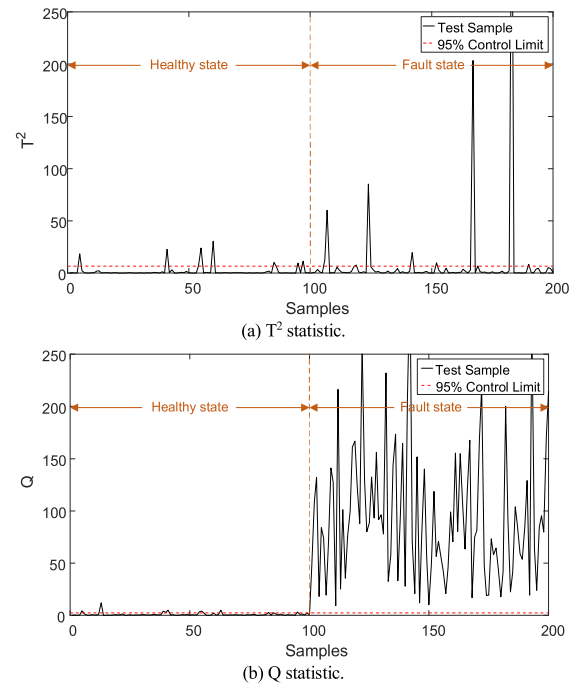 Test Sample
95% Control Limit
Healthy state
Fault state
T²
250
200
150
100
50
0
0 50 100 150 200
Samples
(a) T² statistic.
Test Sample
95% Control Limit
Healthy state
Fault state
Q
250
200
150
100
50
0
0 50 100 150 200
Samples
(b) Q statistic.